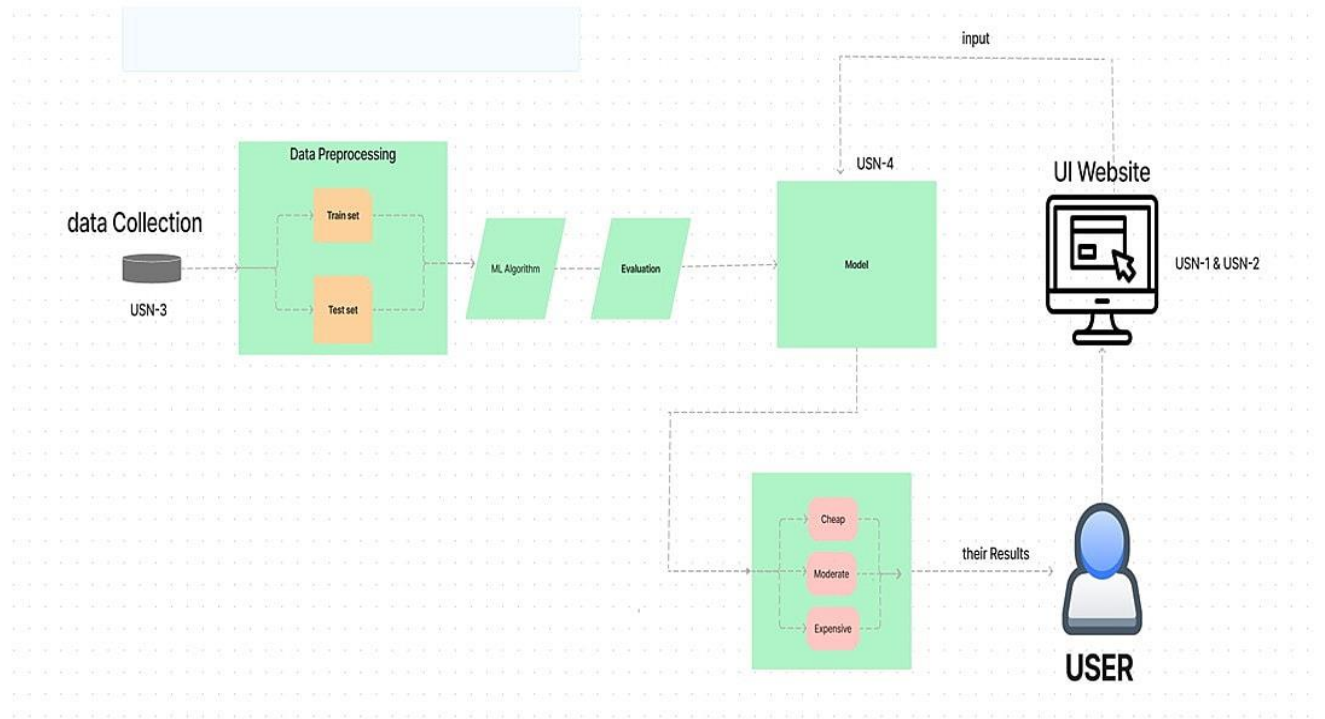 input
Data Preprocessing
USN-4
UI Website
Train set
data Collection
ML Algorithm
Evaluation
Model
USN-1 & USN-2
USN-3
Test set
Cheap
their Results
Moderate
Expensive
USER